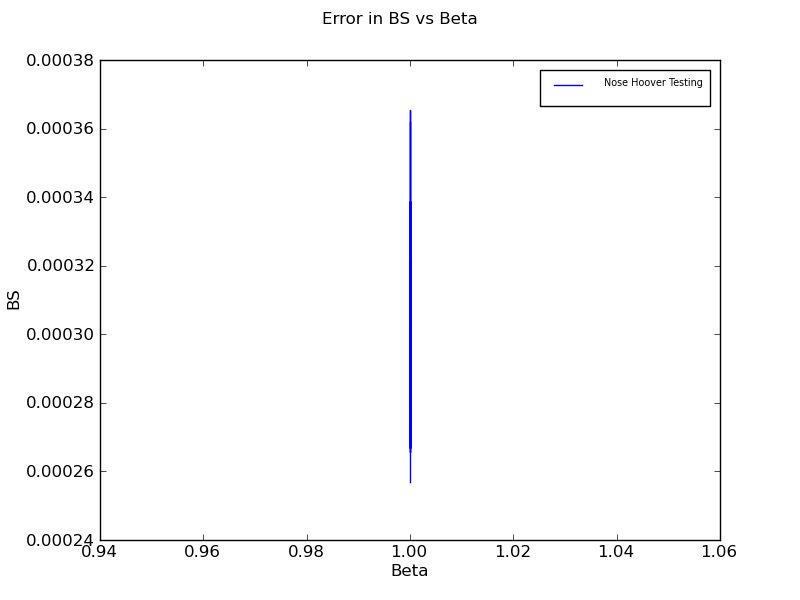 Error in BS vs Beta
0.00038
0.00036
0.00034
0.00032
0.00030
0.00028
0.00026
0.00024
BS
Nose Hoover Testing
0.94 0.96 0.98 1.00 1.02 1.04 1.06
Beta